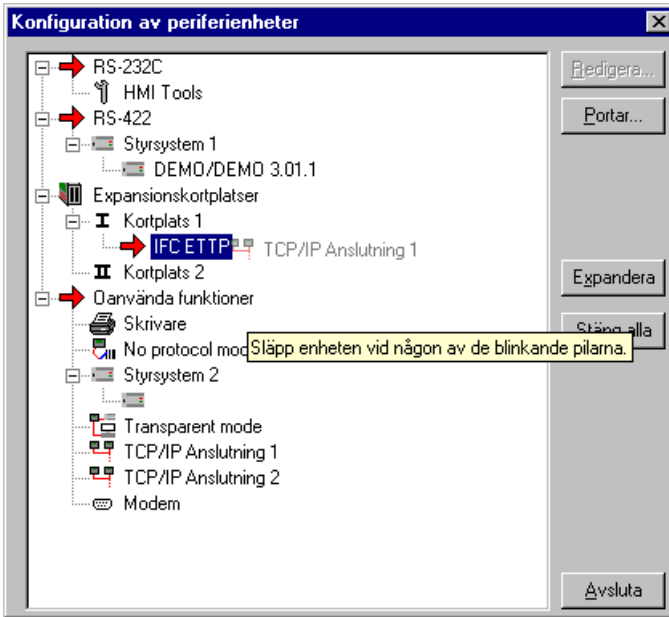 Konfiguration av periferienheter
RS-232C
HMI Tools
RS-422
Styrsystem 1
DEMO/DEMO 3.01.1
Expansionskortplatser
I Kortplats 1
IFC ETTP TCP/IP Anslutning 1
II Kortplats 2
Oanvända funktioner
Skrivare
No protocol mod
Släpp enheten vid någon av de blinkande pilarna.
Styrsystem 2
Transparent mode
TCP/IP Anslutning 1
TCP/IP Anslutning 2
Modem
Redigera...
Portar...
Expandera
Stäng alla
Avsluta